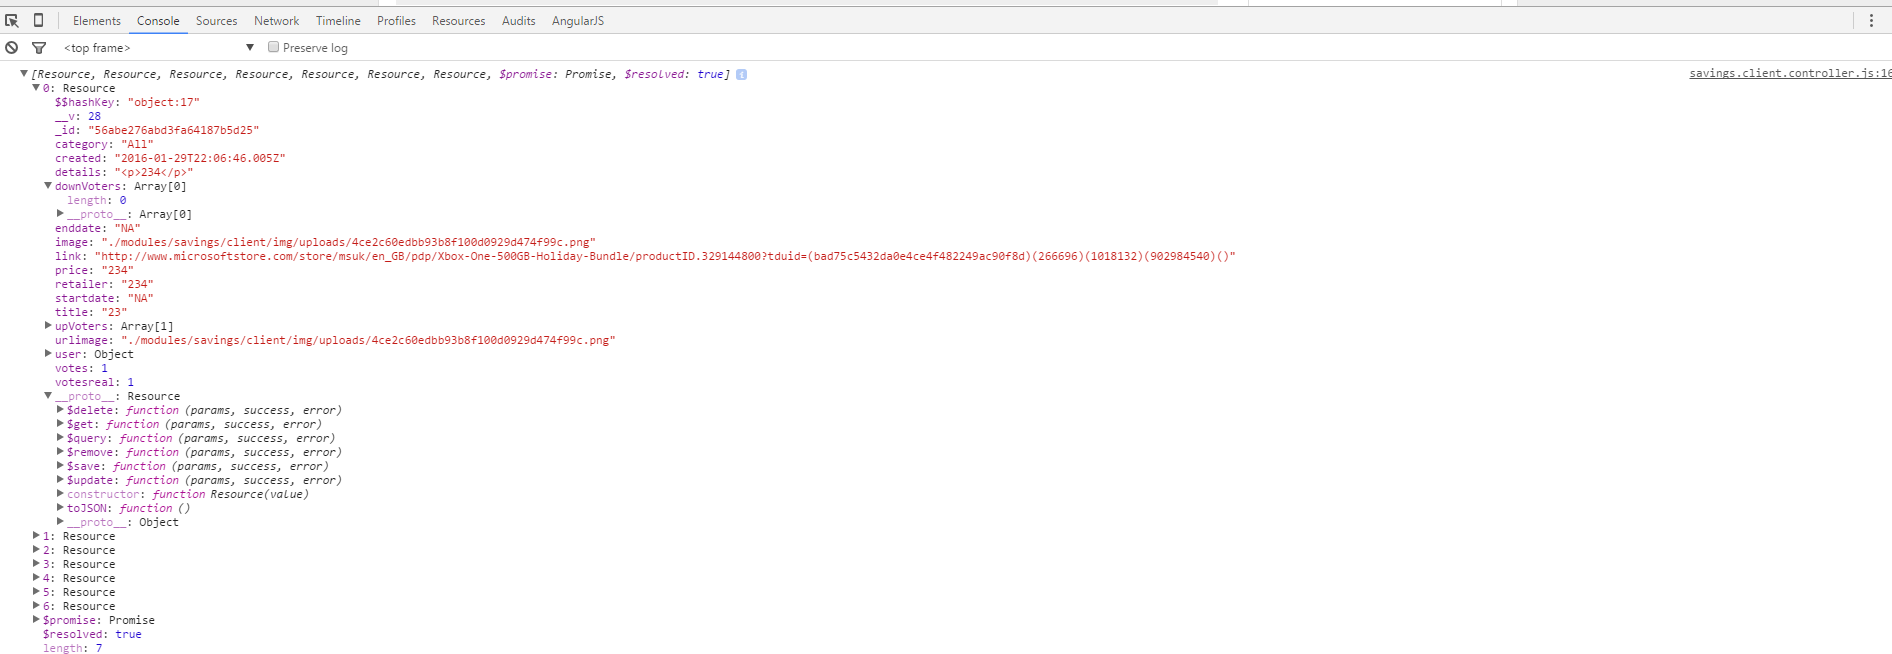 Elements Console Sources Network Timeline Profiles Resources Audits AngularJS
<top frame> Preserve log
[Resource, Resource, Resource, Resource, Resource, Resource, Resource, $promise: Promise, $resolved: true] i savings.client.controller.js:16
0: Resource
$$hashKey: "object:17"
__v: 28
_id: "56abe276abd3fa64187b5d25"
category: "All"
created: "2016-01-29T22:06:46.005Z"
details: "<p>234</p>"
downVoters: Array[0]
length: 0
__proto__: Array[0]
enddate: "NA"
image: "./modules/savings/client/img/uploads/4ce2c60edbb93b8f100d0929d474f99c.png"
link: "http://www.microsoftstore.com/store/msuk/en_GB/pdp/Xbox-One-500GB-Holiday-Bundle/productID.329144800?tduid=(bad75c5432da0e4ce4f482249ac90f8d)(266696)(1018132)(902984540)()"
price: "234"
retailer: "234"
startdate: "NA"
title: "23"
upVoters: Array[1]
urlimage: "./modules/savings/client/img/uploads/4ce2c60edbb93b8f100d0929d474f99c.png"
user: Object
votes: 1
votesreal: 1
__proto__: Resource
$delete: function (params, success, error)
$get: function (params, success, error)
$query: function (params, success, error)
$remove: function (params, success, error)
$save: function (params, success, error)
$update: function (params, success, error)
constructor: function Resource(value)
toJSON: function ()
__proto__: Object
1: Resource
2: Resource
3: Resource
4: Resource
5: Resource
6: Resource
$promise: Promise
$resolved: true
length: 7